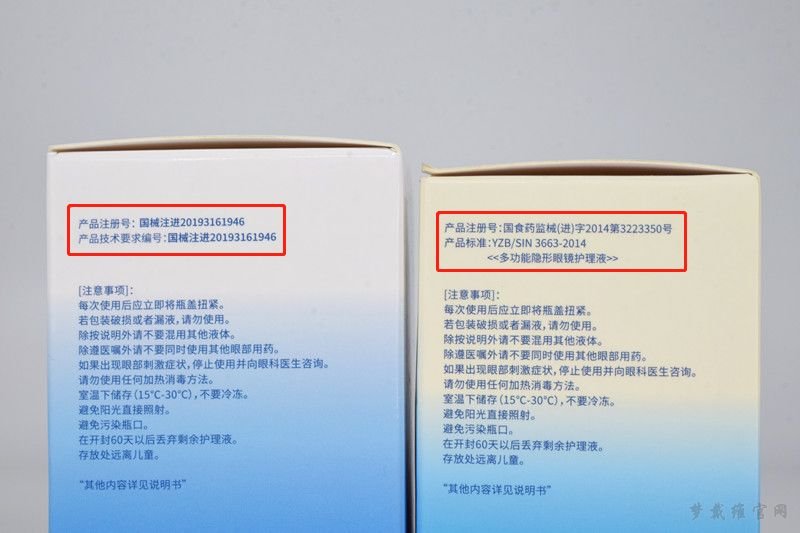 产品注册号：国械注进20193161946
产品技术要求编号：国械注进20193161946
[注意事项]：
每次使用后应立即将瓶盖扭紧。
若包装破损或者漏液，请勿使用。
除按说明外请不要混用其他液体。
除遵医嘱外请不要同时使用其他眼部用药。
如果出现眼部刺激症状，停止使用并向眼科医生咨询。
请勿使用任何加热消毒方法。
室温下储存（15℃-30℃），不要冷冻。
避免阳光直接照射。
避免污染瓶口。
在开封60天以后丢弃剩余护理液。
存放处远离儿童。
“其他内容详见说明书”
产品注册号：国食药监械(进)字2014第3223350号
产品标准：YZB/SIN 3663-2014
<<多功能隐形眼镜护理液>>
[注意事项]：
每次使用后应立即将瓶盖扭紧。
若包装破损或者漏液，请勿使用。
除按说明外请不要混用其他液体。
除遵医嘱外请不要同时使用其他眼部用药。
如果出现眼部刺激症状，停止使用并向眼科医生咨询。
请勿使用任何加热消毒方法。
室温下储存（15℃-30℃），不要冷冻。
避免阳光直接照射。
避免污染瓶口。
在开封60天以后丢弃剩余护理液。
存放处远离儿童。
“其他内容详见说明书”
梦戴维官网